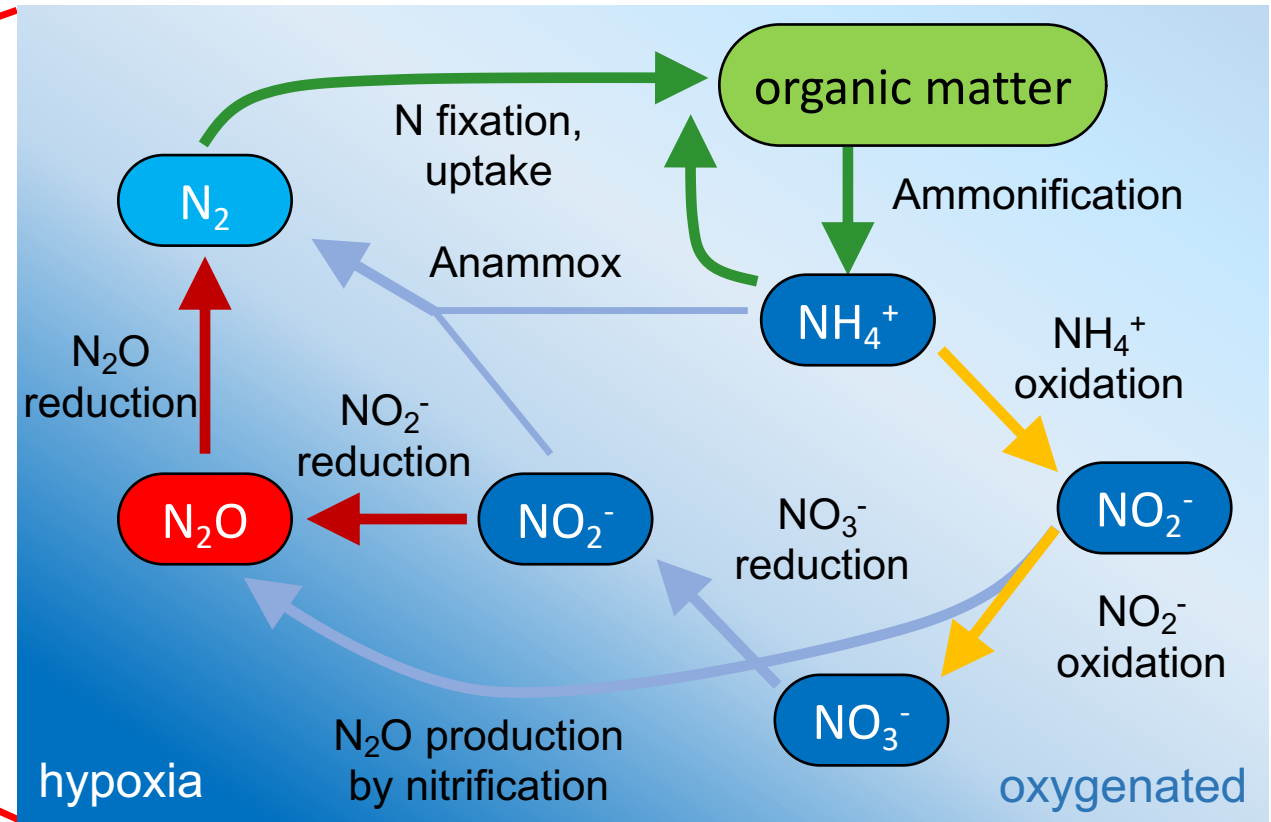 organic matter
N fixation,
uptake
N₂
Ammonification
Anammox
NH₄⁺
N₂O
reduction
NH₄⁺
oxidation
NO₂⁻
reduction
N₂O
NO₂⁻
NO₃⁻
reduction
NO₂⁻
NO₂⁻
oxidation
NO₃⁻
N₂O production
by nitrification
hypoxia
oxygenated